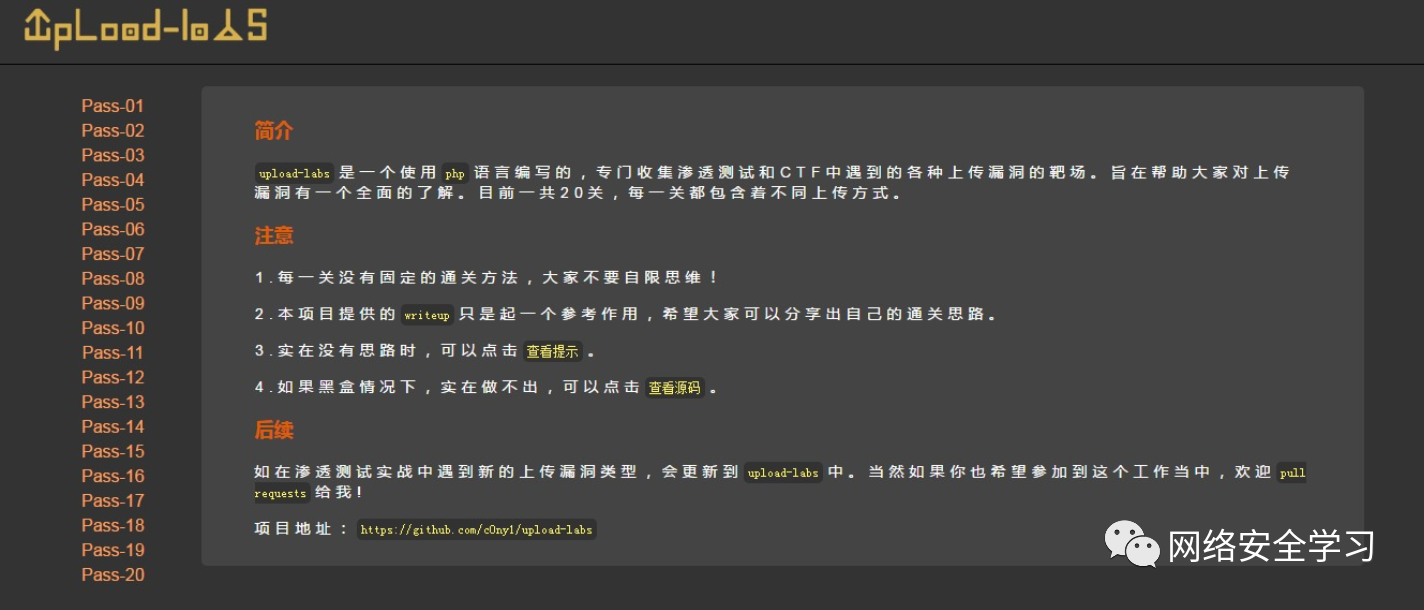 UpLoad-labs
Pass-01
Pass-02
Pass-03
Pass-04
Pass-05
Pass-06
Pass-07
Pass-08
Pass-09
Pass-10
Pass-11
Pass-12
Pass-13
Pass-14
Pass-15
Pass-16
Pass-17
Pass-18
Pass-19
Pass-20
简介
upload-labs 是一个使用 php 语言编写的，专门收集渗透测试和CTF中遇到的各种上传漏洞的靶场。旨在帮助大家对上传
漏洞有一个全面的了解。目前一共20关，每一关都包含着不同上传方式。
注意
1.每一关没有固定的通关方法，大家不要自限思维！
2.本项目提供的 writeup 只是起一个参考作用，希望大家可以分享出自己的通关思路。
3.实在没有思路时，可以点击 查看提示 。
4.如果黑盒情况下，实在做不出，可以点击 查看源码 。
后续
如在渗透测试实战中遇到新的上传漏洞类型，会更新到 upload-labs 中。当然如果你也希望参加到这个工作当中，欢迎 pull
requests 给我!
项目地址：https://github.com/c0ny1/upload-labs
网络安全学习